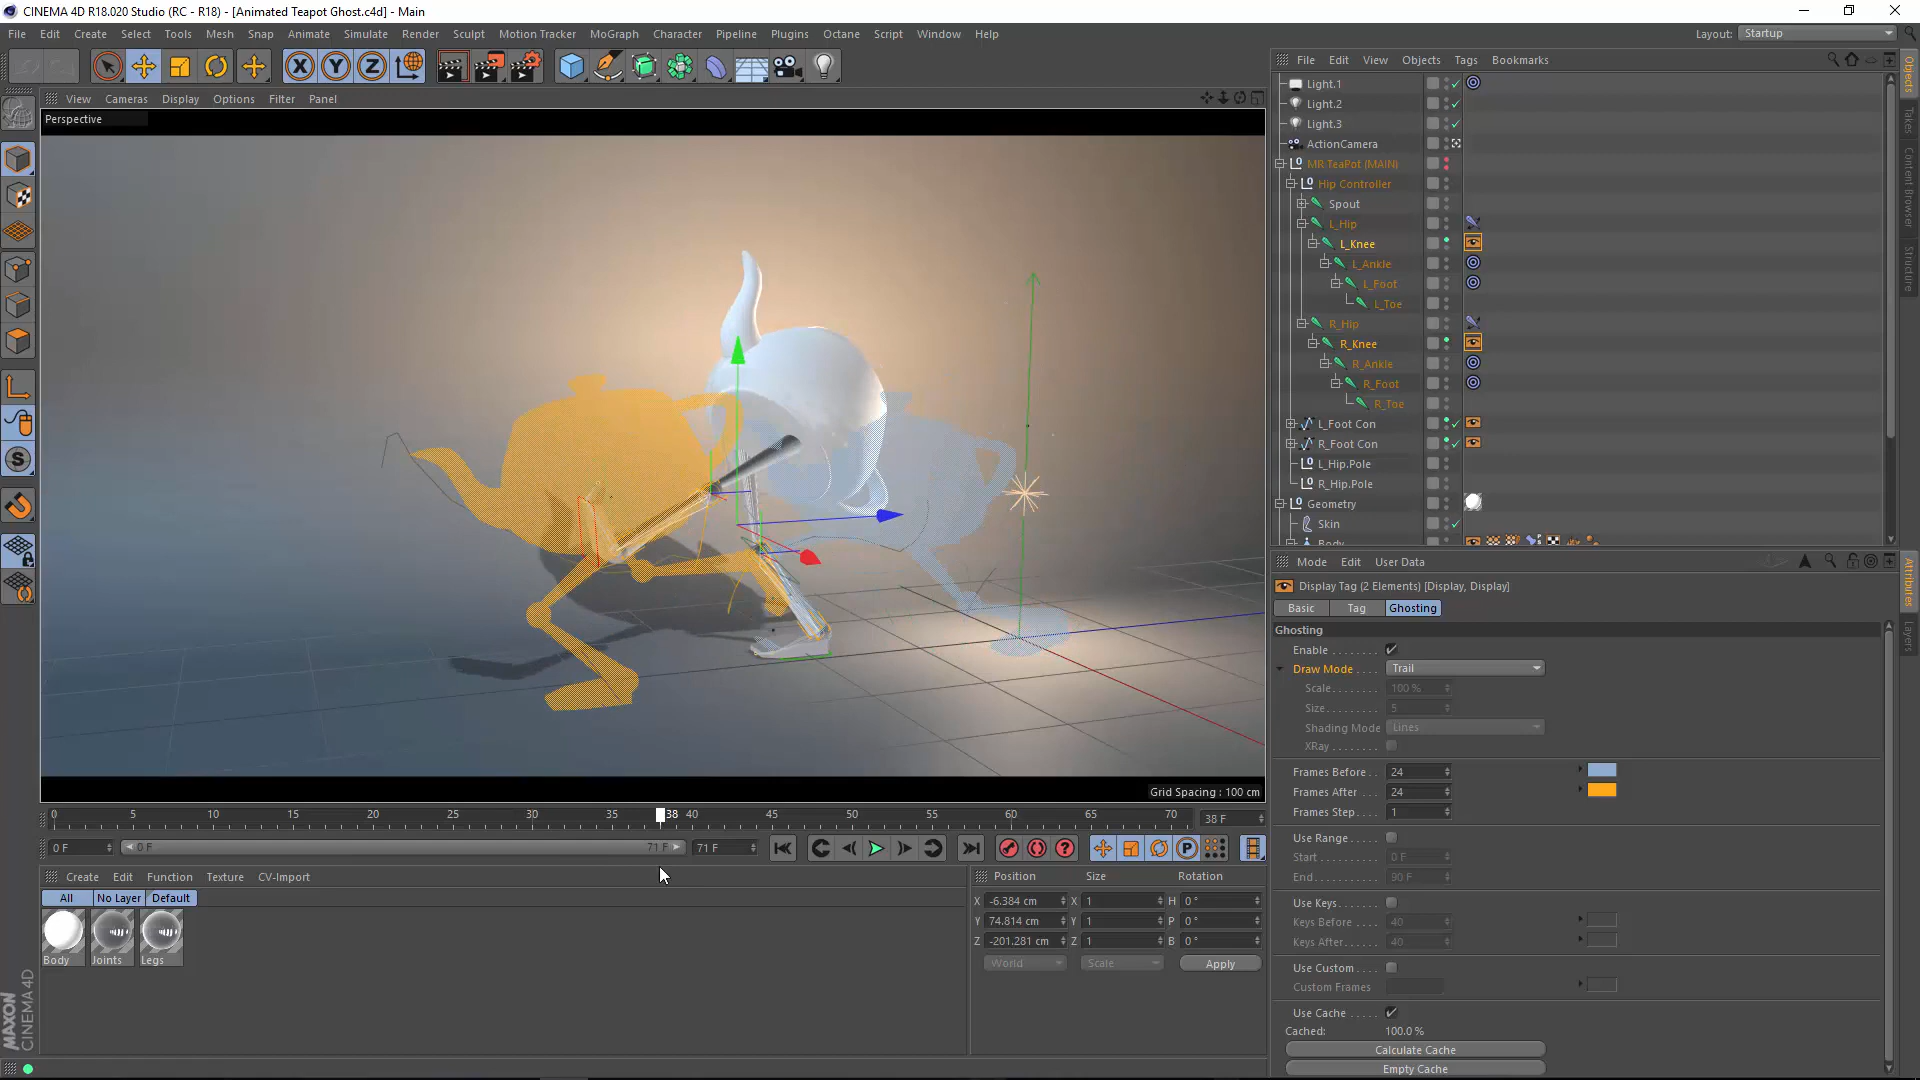 CINEMA 4D R18.020 Studio (RC - R18) - [Animated Teapot Ghost.c4d] - Main
File Edit Create Select Tools Mesh Snap Animate Simulate Render Sculpt Motion Tracker MoGraph Character Pipeline Plugins Octane Script Window Help
Layout: Startup
X Y Z
View Cameras Display Options Filter Panel
Perspective
Grid Spacing : 100 cm
File Edit View Objects Tags Bookmarks
Light.1
Light.2
Light.3
ActionCamera
MR TeaPot (MAIN)
Hip Controller
Spout
L_Hip
L_Knee
L_Ankle
L_Foot
L_Toe
R_Hip
R_Knee
R_Ankle
R_Foot
R_Toe
L_Foot Con
R_Foot Con
L_Hip.Pole
R_Hip.Pole
Geometry
Skin
Body
Objects
Takes
Content Browser
Structure
Mode Edit User Data
Display Tag (2 Elements) [Display, Display]
Basic Tag Ghosting
Ghosting
Enable
Draw Mode Trail
Scale 100 %
Size 5
Shading Mode Lines
XRay
Frames Before 24
Frames After 24
Frames Step 1
Use Range
Start 0 F
End 90 F
Use Keys
Keys Before 40
Keys After 40
Use Custom
Custom Frames
Use Cache
Cached: 100.0 %
Calculate Cache
Empty Cache
Attributes
Layers
0 5 10 15 20 25 30 35 38 40 45 50 55 60 65 70
38 F
0 F 0 F 71 F 71 F
Create Edit Function Texture CV-Import
All No Layer Default
Body Joints Legs
Position Size Rotation
X -6.384 cm X 1 H 0 °
Y 74.814 cm Y 1 P 0 °
Z -201.281 cm Z 1 B 0 °
World Scale Apply
MAXON
CINEMA 4D